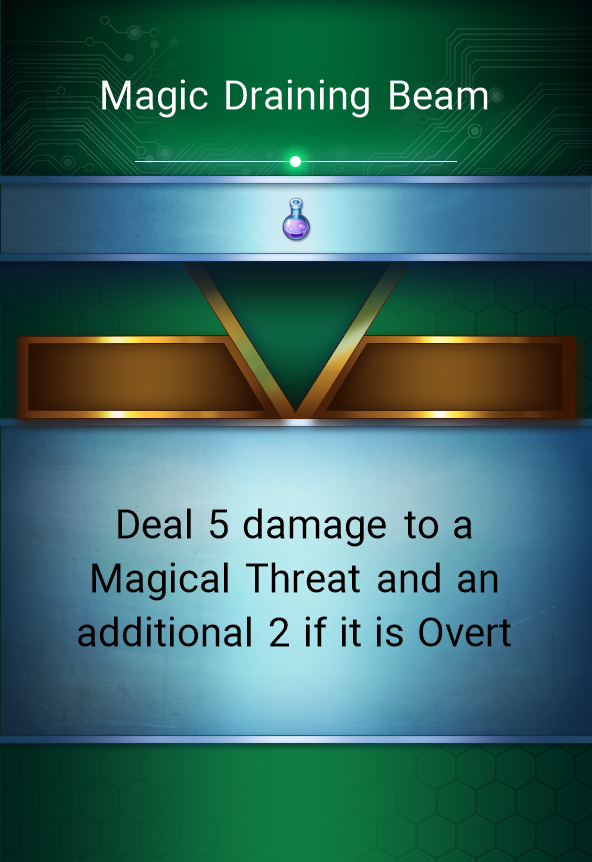 Magic Draining Beam
Deal 5 damage to a
Magical Threat and an
additional 2 if it is Overt